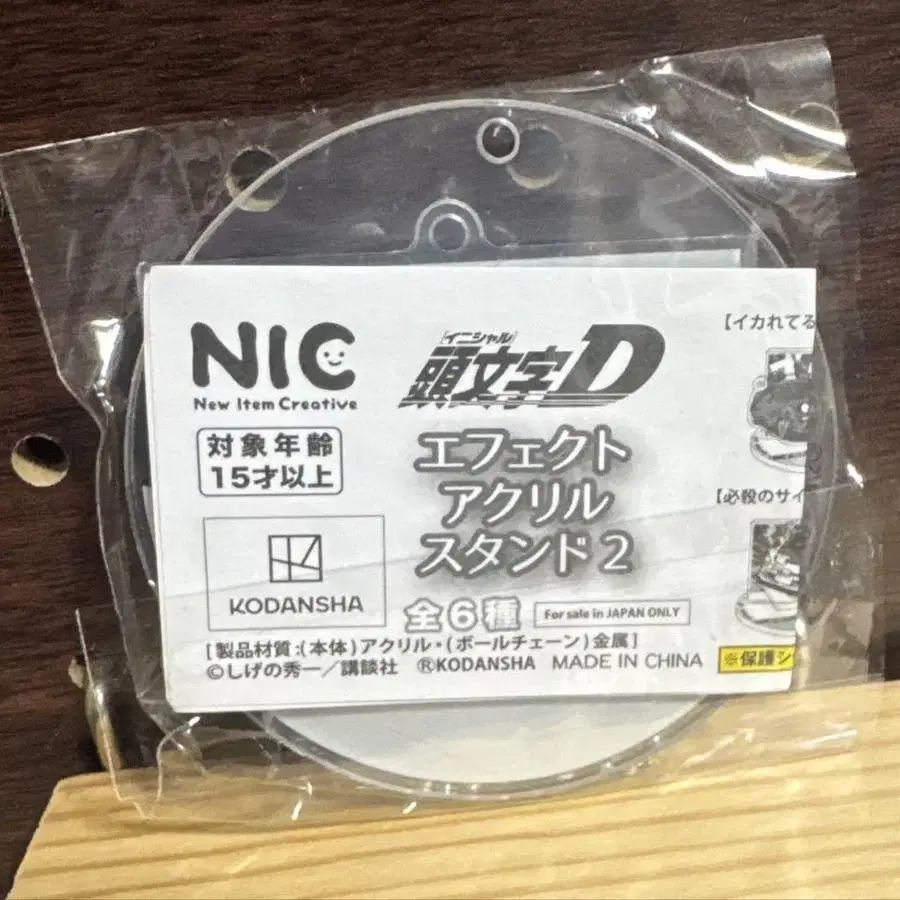 NIC
New Item Creative
対象年齢
15才以上
KODANSHA
[イニシャル]
頭文字D
エフェクト
アクリル
スタンド2
全6種
For sale in JAPAN ONLY
[製品材質:(本体)アクリル・(ボールチェーン)金属]
©しげの秀一／講談社 ®KODANSHA MADE IN CHINA
【イカれてる
【必殺のサイ
※保護シ